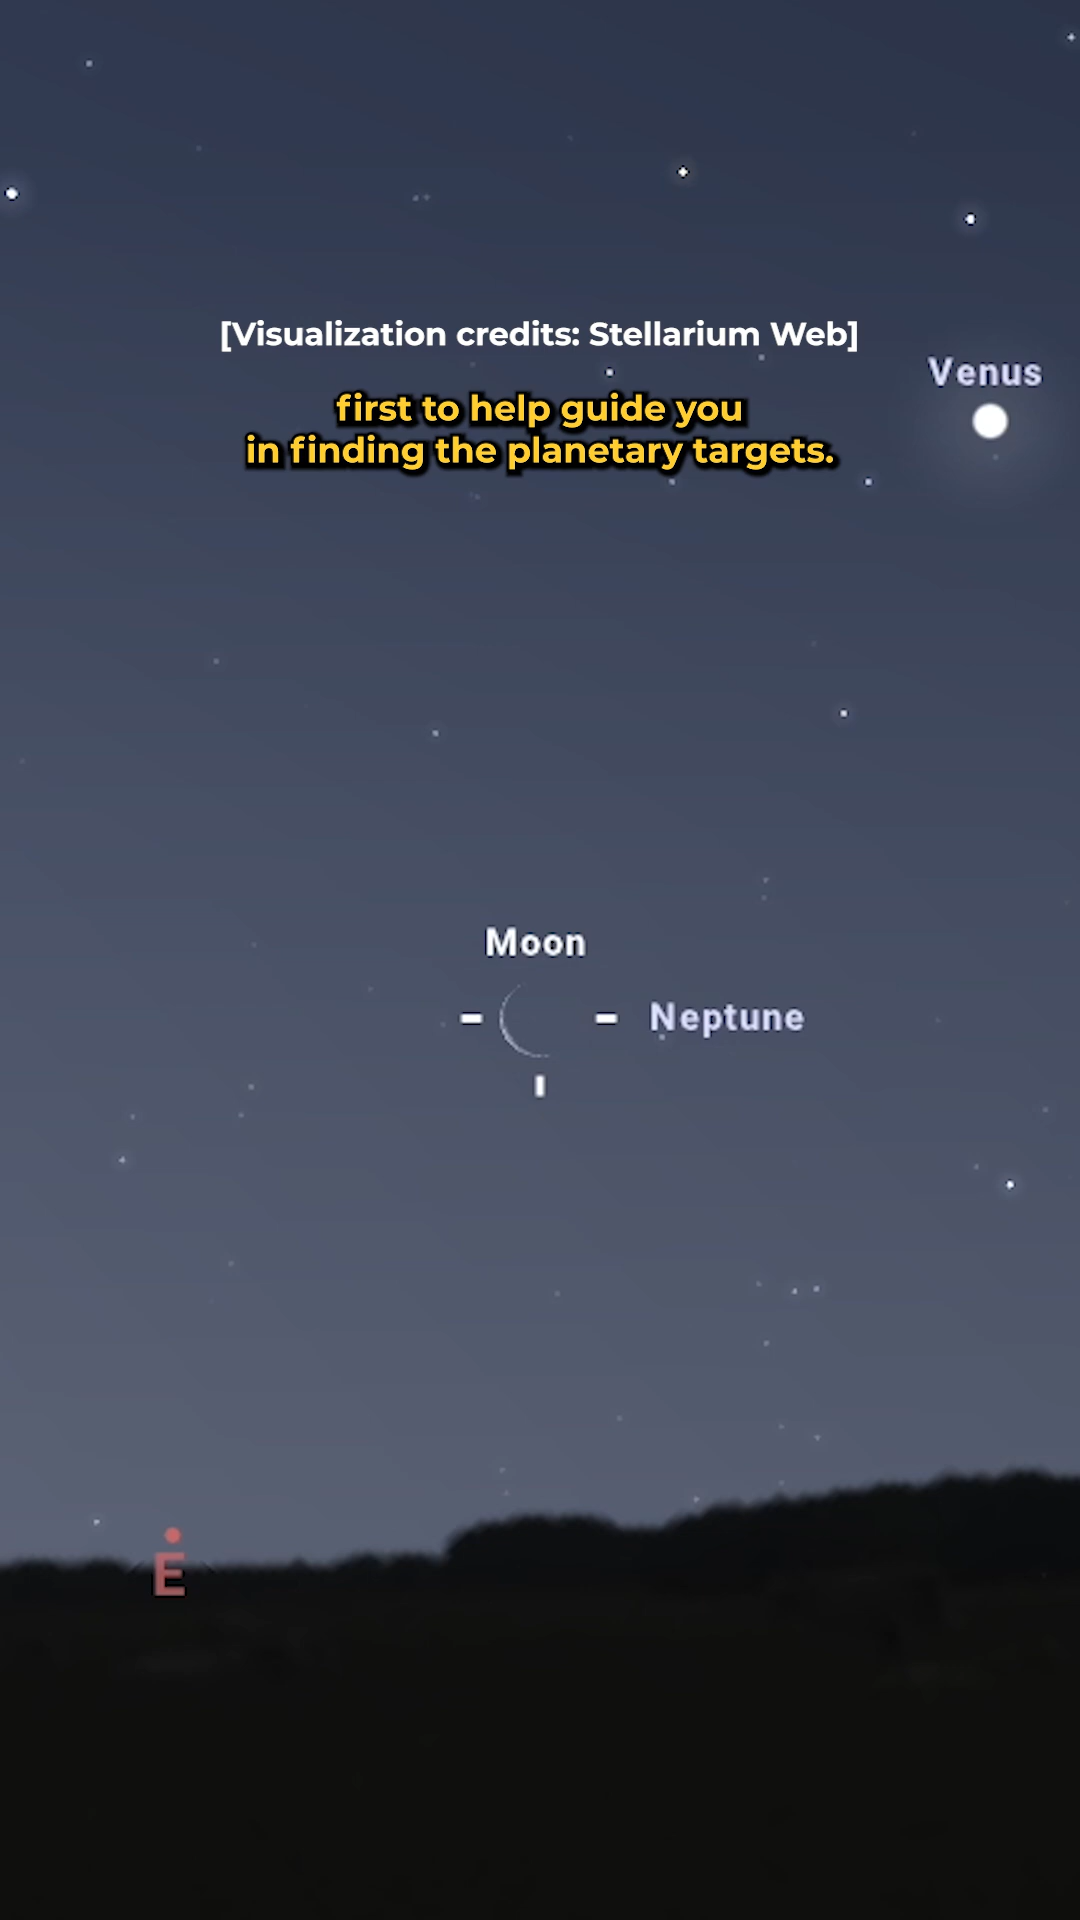 [Visualization credits: Stellarium Web]
Venus
first to help guide you
in finding the planetary targets.
Moon
Neptune
E